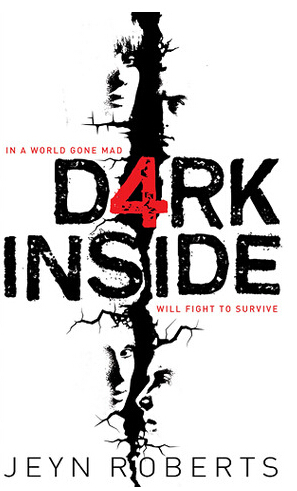 IN A WORLD GONE MAD
D4RK
INSIDE
WILL FIGHT TO SURVIVE
JEYN ROBERTS